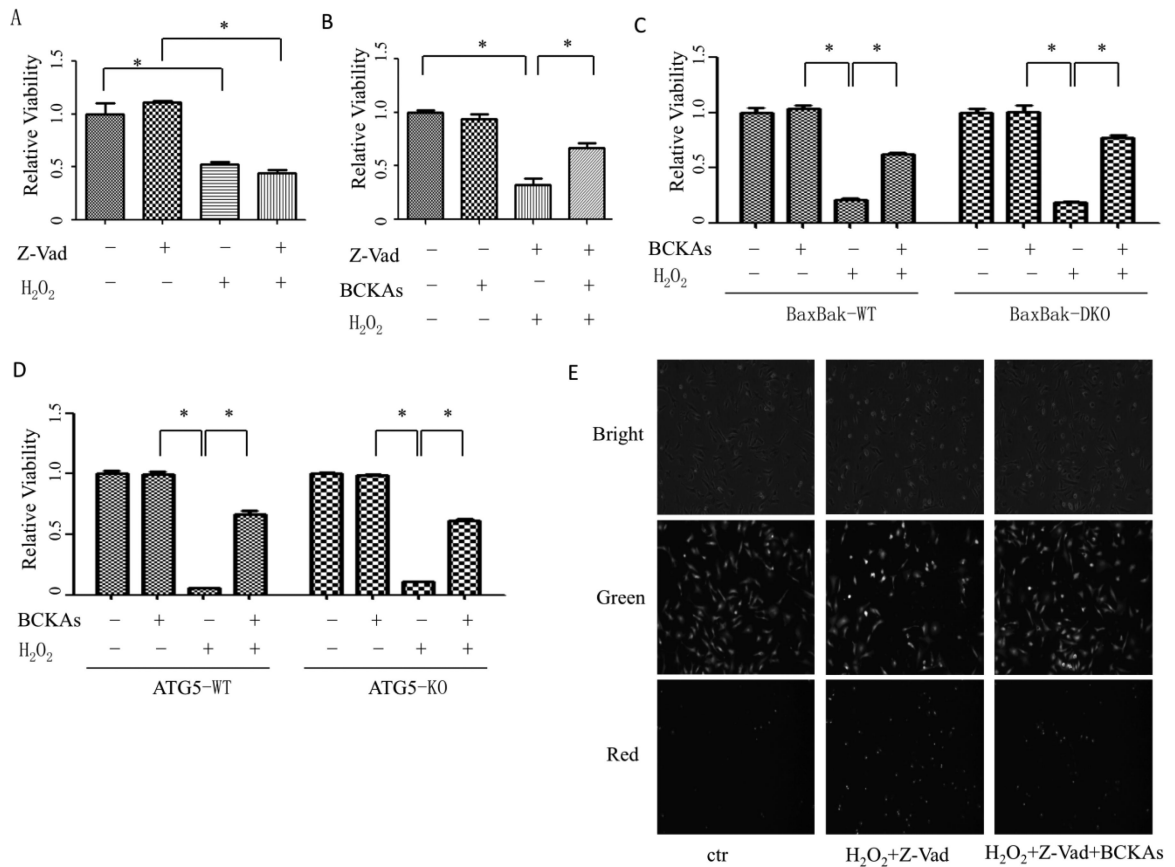 A
Relative Viability
1.5
1.0
0.5
0
*
*
Z-Vad − + − +
H₂O₂ − − + +
B
Relative Viability
1.5
1.0
0.5
0
* *
Z-Vad − − + +
BCKAs − + − +
H₂O₂ − − + +
C
Relative Viability
1.5
1.0
0.5
0
* * * *
BCKAs − + − + − + − +
H₂O₂ − − + + − − + +
BaxBak-WT BaxBak-DKO
D
Relative Viability
1.5
1.0
0.5
0
* * * *
BCKAs − + − + − + − +
H₂O₂ − − + + − − + +
ATG5-WT ATG5-KO
E
Bright
Green
Red
ctr H₂O₂+Z-Vad H₂O₂+Z-Vad+BCKAs